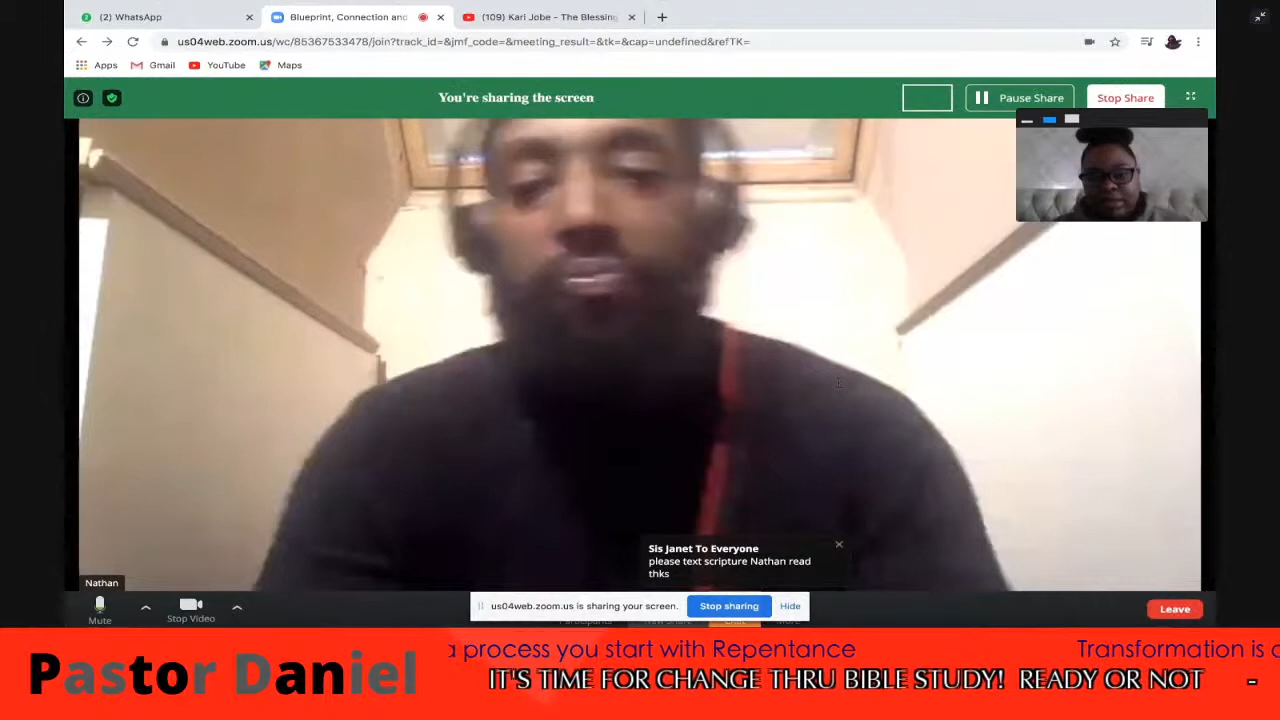 (2) WhatsApp
Blueprint, Connection and
(109) Kari Jobe - The Blessing
us04web.zoom.us/wc/85367533478/join?track_id=&jmf_code=&meeting_result=&tk=&cap=undefined&refTK=
Apps
Gmail
YouTube
Maps
You're sharing the screen
Pause Share
Stop Share
Sis Janet To Everyone
please text scripture Nathan read
thks
Nathan
us04web.zoom.us is sharing your screen.
Stop sharing
Hide
Mute
Stop Video
Leave
a process you start with Repentance
Transformation is a
Pastor Daniel
IT'S TIME FOR CHANGE THRU BIBLE STUDY! READY OR NOT -